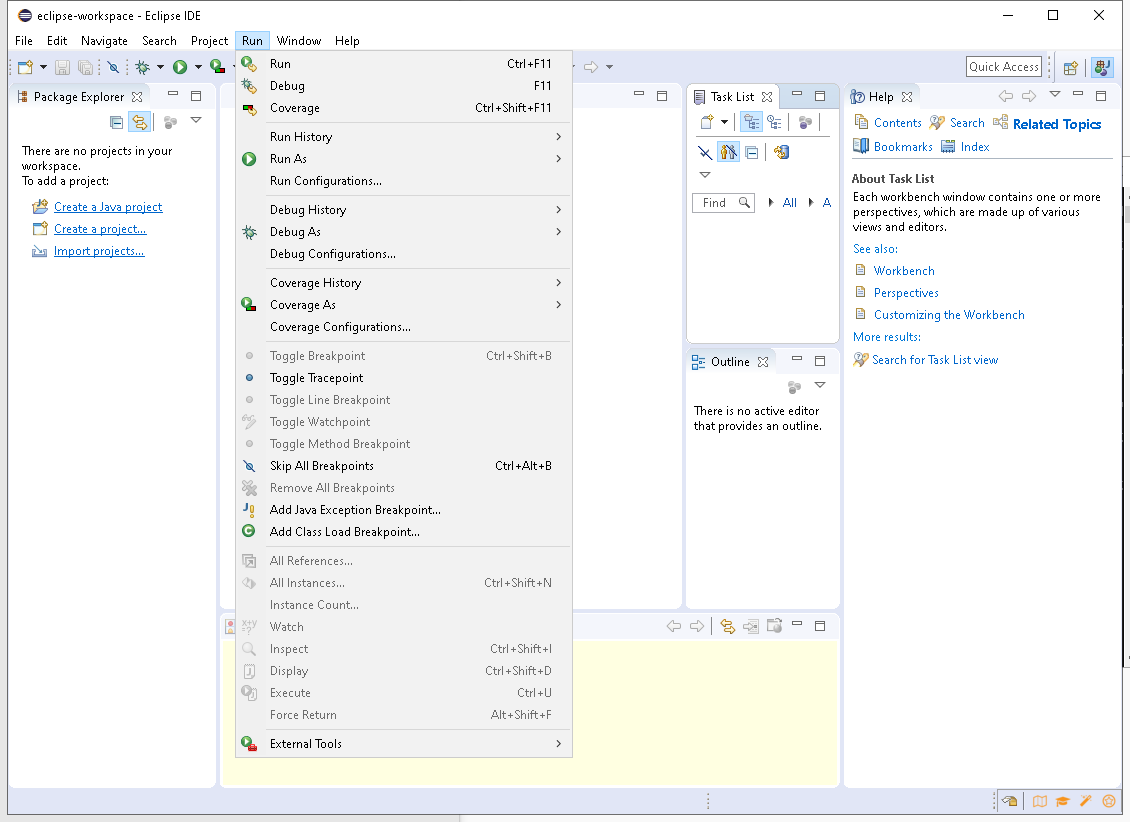 eclipse-workspace - Eclipse IDE
File Edit Navigate Search Project Run Window Help
Quick Access
Package Explorer
There are no projects in your
workspace.
To add a project:
Create a Java project
Create a project...
Import projects...
Run Ctrl+F11
Debug F11
Coverage Ctrl+Shift+F11
Run History
Run As
Run Configurations...
Debug History
Debug As
Debug Configurations...
Coverage History
Coverage As
Coverage Configurations...
Toggle Breakpoint Ctrl+Shift+B
Toggle Tracepoint
Toggle Line Breakpoint
Toggle Watchpoint
Toggle Method Breakpoint
Skip All Breakpoints Ctrl+Alt+B
Remove All Breakpoints
Add Java Exception Breakpoint...
Add Class Load Breakpoint...
All References...
All Instances... Ctrl+Shift+N
Instance Count...
Watch
Inspect Ctrl+Shift+I
Display Ctrl+Shift+D
Execute Ctrl+U
Force Return Alt+Shift+F
External Tools
Task List
Find All A
Outline
There is no active editor
that provides an outline.
Help
Contents Search Related Topics
Bookmarks Index
About Task List
Each workbench window contains one or more
perspectives, which are made up of various
views and editors.
See also:
Workbench
Perspectives
Customizing the Workbench
More results:
Search for Task List view